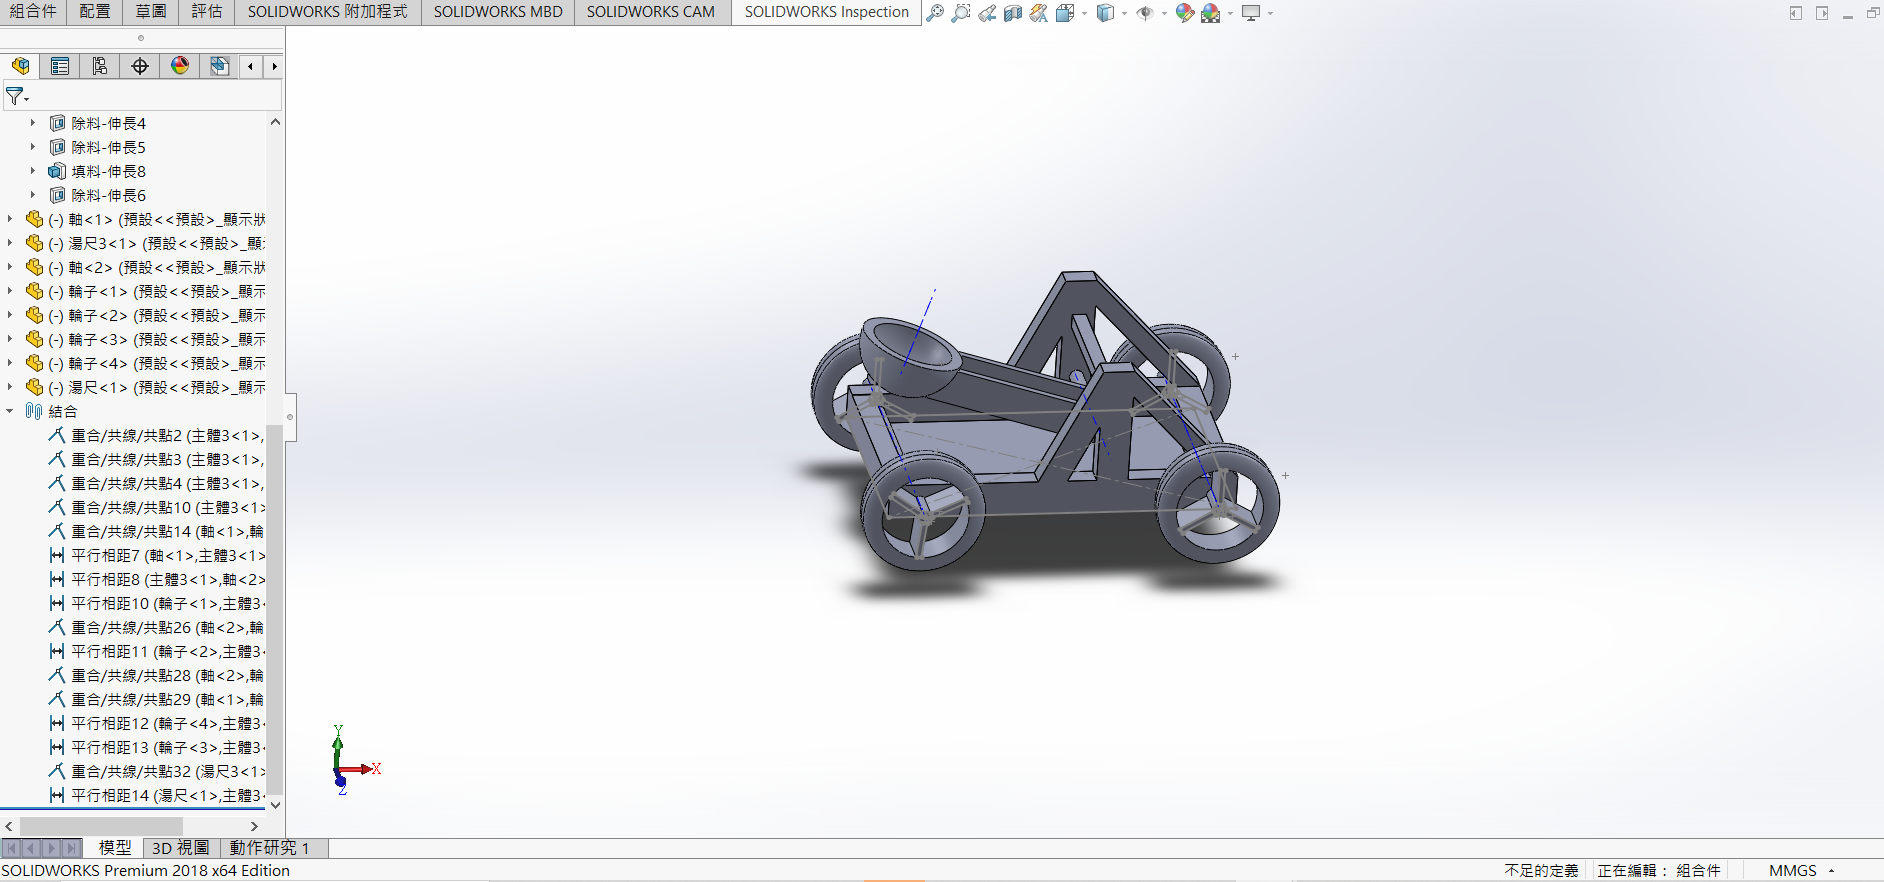 組合件 配置 草圖 評估 SOLIDWORKS 附加程式 SOLIDWORKS MBD SOLIDWORKS CAM SOLIDWORKS Inspection
除料-伸長4
除料-伸長5
填料-伸長8
除料-伸長6
(-) 軸<1> (預設<<預設>_顯示狀
(-) 湯尺3<1> (預設<<預設>_顯
(-) 軸<2> (預設<<預設>_顯示狀
(-) 輪子<1> (預設<<預設>_顯示
(-) 輪子<2> (預設<<預設>_顯示
(-) 輪子<3> (預設<<預設>_顯示
(-) 輪子<4> (預設<<預設>_顯示
(-) 湯尺<1> (預設<<預設>_顯示
結合
重合/共線/共點2 (主體3<1>,
重合/共線/共點3 (主體3<1>,
重合/共線/共點4 (主體3<1>,
重合/共線/共點10 (主體3<1>
重合/共線/共點14 (軸<1>,輪
平行相距7 (軸<1>,主體3<1>
平行相距8 (主體3<1>,軸<2>
平行相距10 (輪子<1>,主體3<
重合/共線/共點26 (軸<2>,輪
平行相距11 (輪子<2>,主體3<
重合/共線/共點28 (軸<2>,輪
重合/共線/共點29 (軸<1>,輪
平行相距12 (輪子<4>,主體3<
平行相距13 (輪子<3>,主體3<
重合/共線/共點32 (湯尺3<1>
平行相距14 (湯尺<1>,主體3<
Y
X
Z
模型 3D 視圖 動作研究 1
SOLIDWORKS Premium 2018 x64 Edition 不足的定義 正在編輯： 組合件 MMGS